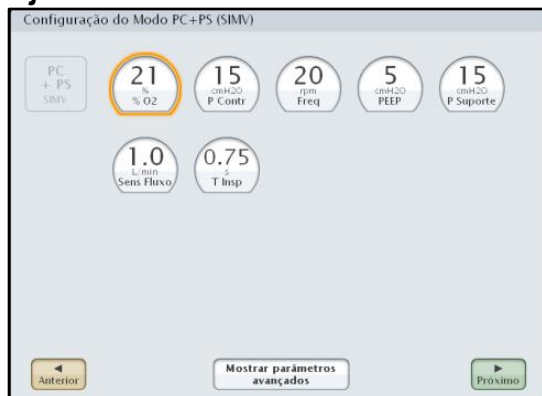 Configuração do Modo PC+PS (SIMV)
PC
+ PS
SIMV
21
%
% O2
15
cmH2O
P Contr
20
rpm
Freq
5
cmH2O
PEEP
15
cmH2O
P Suporte
1.0
L/min
Sens Fluxo
0.75
s
T Insp
Anterior
Mostrar parâmetros
avançados
Próximo